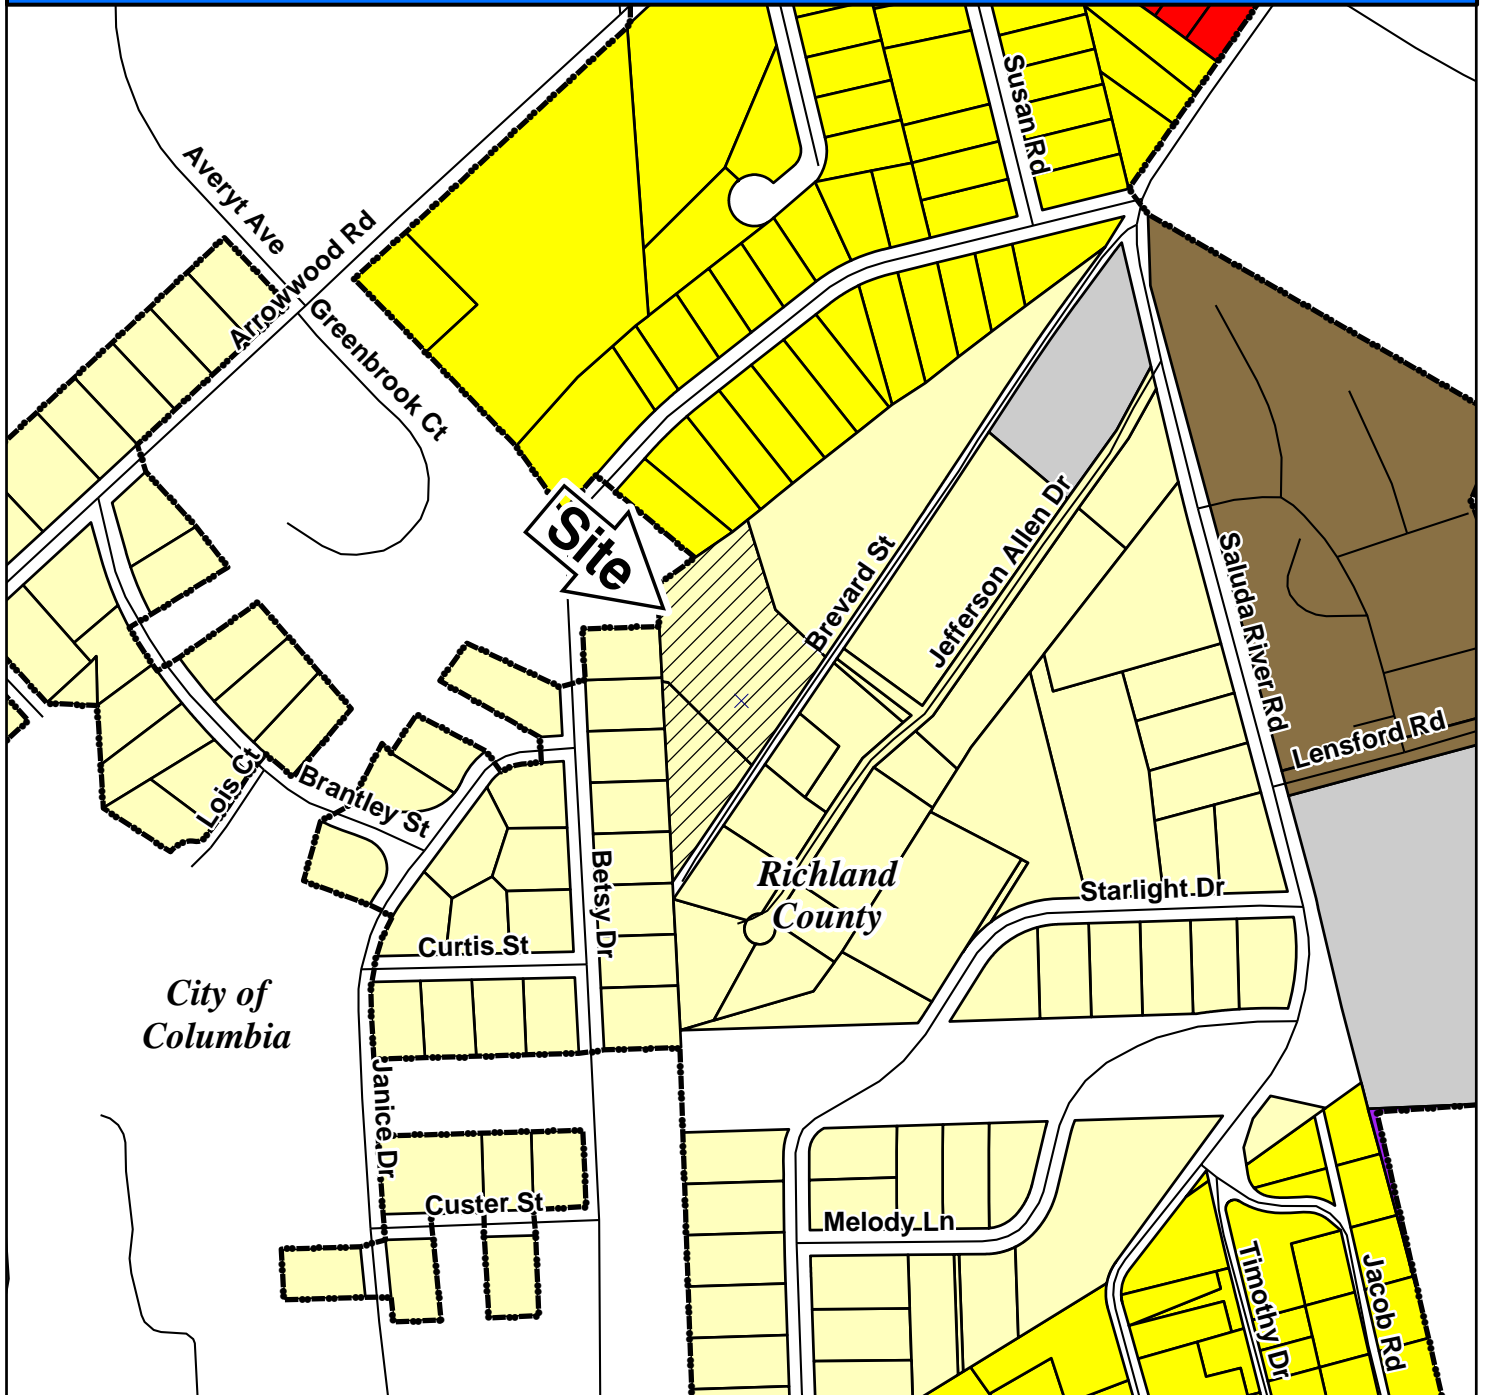 Susan Rd
Averyt Ave
Arrowwood Rd
Greenbrook Ct
Site
Brevard St
Jefferson Allen Dr
Saluda River Rd
Lensford Rd
Lois Ct
Brantley St
Betsy Dr
Richland
County
Starlight Dr
Curtis St
City of
Columbia
Janice Dr
Custer St
Melody Ln
Timothy Dr
Jacob Rd